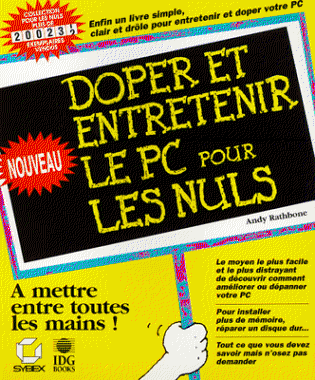 COLLECTION
POUR LES NULS
PLUS DE
200235
EXEMPLAIRES
VENDUS
Enfin un livre simple,
clair et drôle pour entretenir et doper votre PC
NOUVEAU
DOPER ET
ENTRETENIR
LE PC POUR
LES NULS
Andy Rathbone
Le moyen le plus facile
et le plus distrayant
de découvrir comment
améliorer ou dépanner
votre PC
Pour installer
plus de mémoire,
réparer un disque dur...
Tout ce que vous devez
savoir mais n'osez pas
demander
A mettre
entre toutes
les mains !
SYBEX
IDG
BOOKS